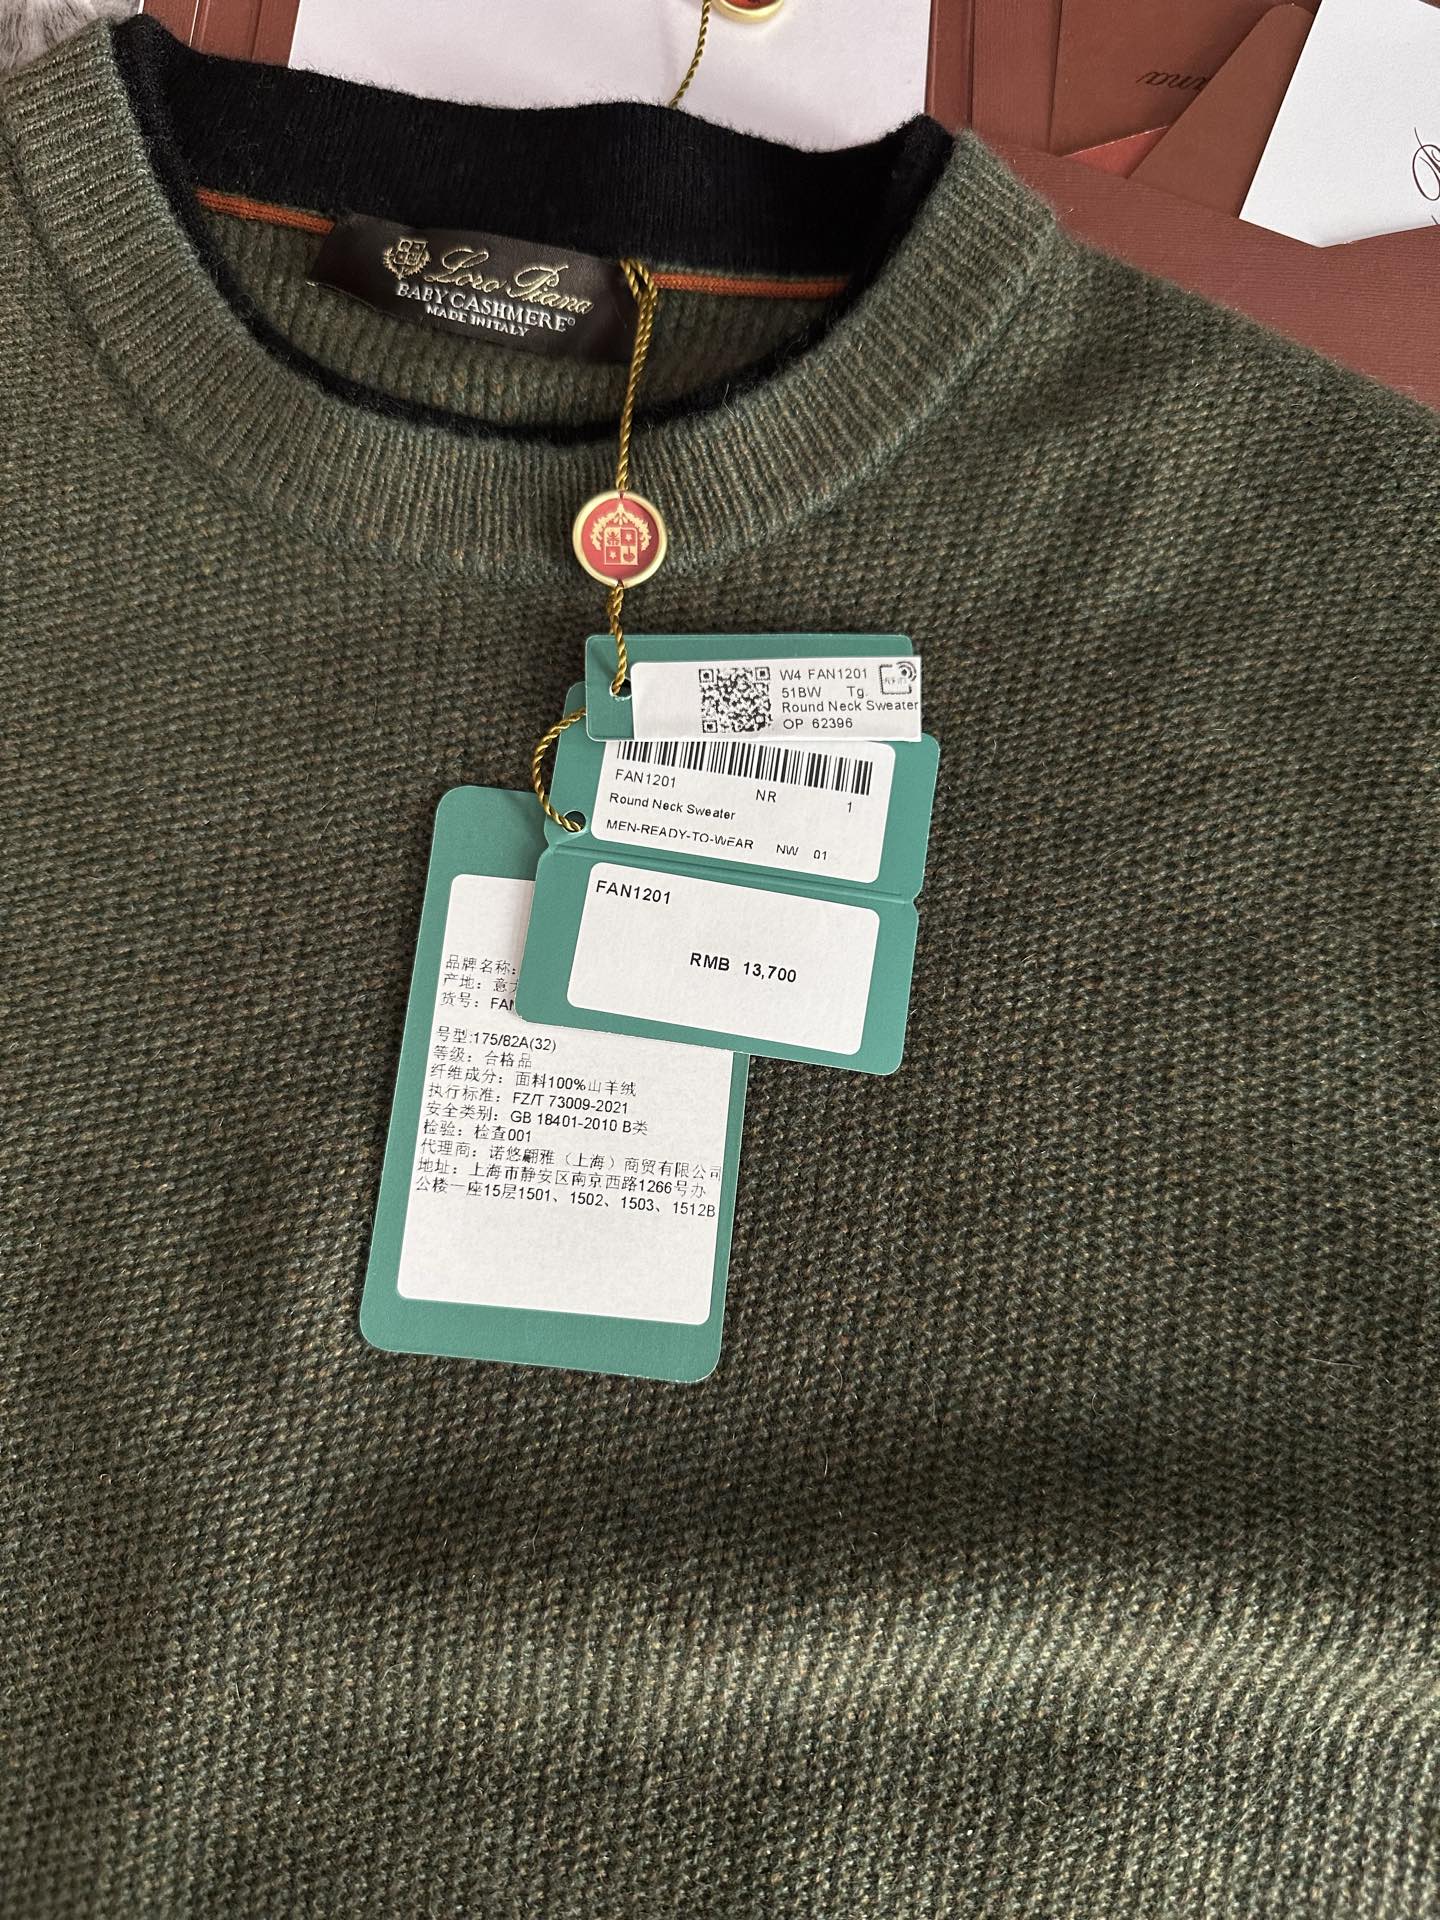 Loro Piana
BABY CASHMERE®
MADE IN ITALY
W4 FAN1201
51BW Tg.
Round Neck Sweater
OP 62396
FAN1201
NR 1
Round Neck Sweater
MEN-READY-TO-WEAR NW 01
FAN1201
RMB 13,700
品牌名称:
产地: 意
货号: FAN
号型:175/82A(32)
等级: 合格品
纤维成分: 面料100%山羊绒
执行标准: FZ/T 73009-2021
安全类别: GB 18401-2010 B类
检验: 检查001
代理商: 诺悠翩雅（上海）商贸有限公司
地址: 上海市静安区南京西路1266号办
公楼一座15层1501、1502、1503、1512B